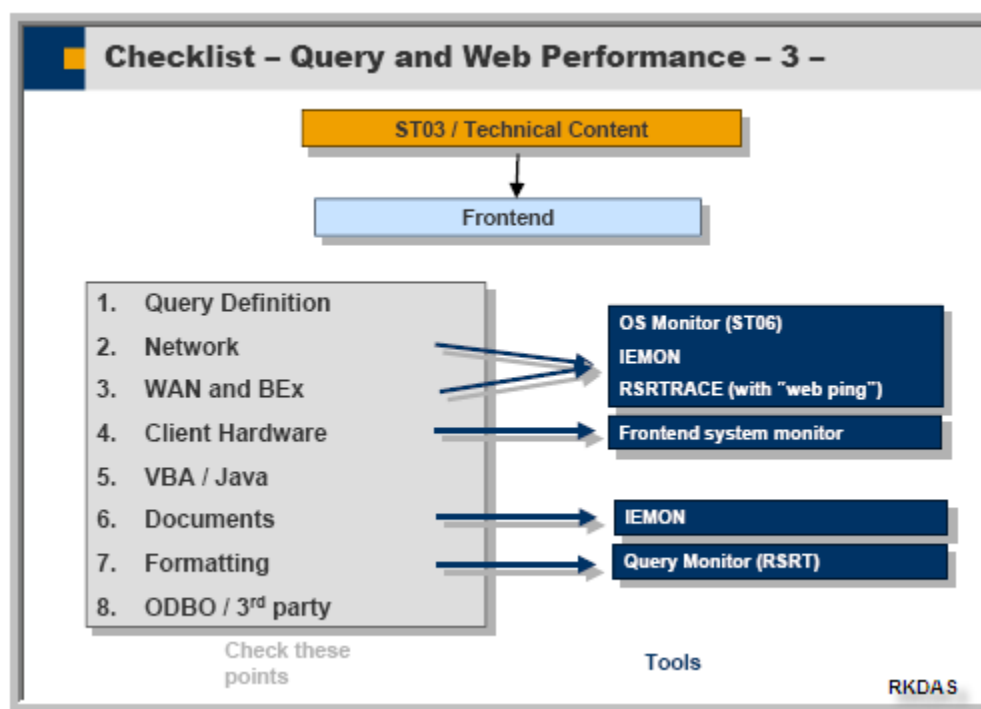 Checklist – Query and Web Performance – 3 –
ST03 / Technical Content
Frontend
1. Query Definition
2. Network
3. WAN and BEx
4. Client Hardware
5. VBA / Java
6. Documents
7. Formatting
8. ODBO / 3rd party
Check these
points
OS Monitor (ST06)
IEMON
RSRTRACE (with "web ping")
Frontend system monitor
IEMON
Query Monitor (RSRT)
Tools
RKDAS